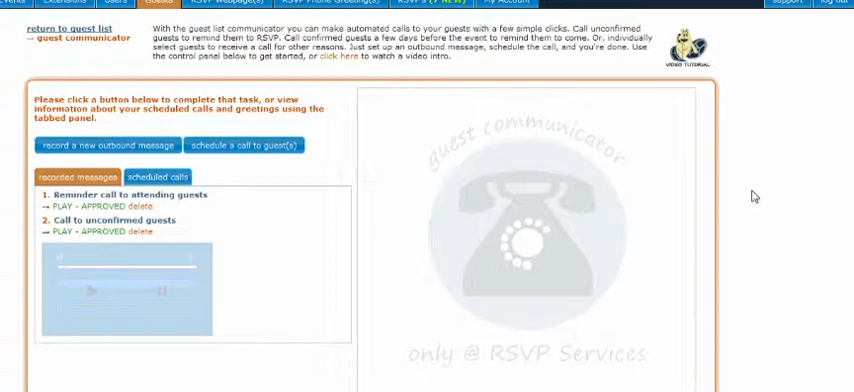 Events Extensions Users Guests RSVP Webpage(s) RSVP Phone Greeting(s) RSVP's (7 NEW) My Account support log out
return to guest list
→ guest communicator
With the guest list communicator you can make automated calls to your guests with a few simple clicks. Call unconfirmed
guests to remind them to RSVP. Call confirmed guests a few days before the event to remind them to come. Or, individually
select guests to receive a call for other reasons. Just set up an outbound message, schedule the call, and you're done. Use
the control panel below to get started, or click here to watch a video intro.
VIDEO TUTORIAL
Please click a button below to complete that task, or view
information about your scheduled calls and greetings using the
tabbed panel.
record a new outbound message schedule a call to guest(s)
recorded messages scheduled calls
1. Reminder call to attending guests
→ PLAY - APPROVED delete
2. Call to unconfirmed guests
→ PLAY - APPROVED delete
guest communicator
only @ RSVP Services